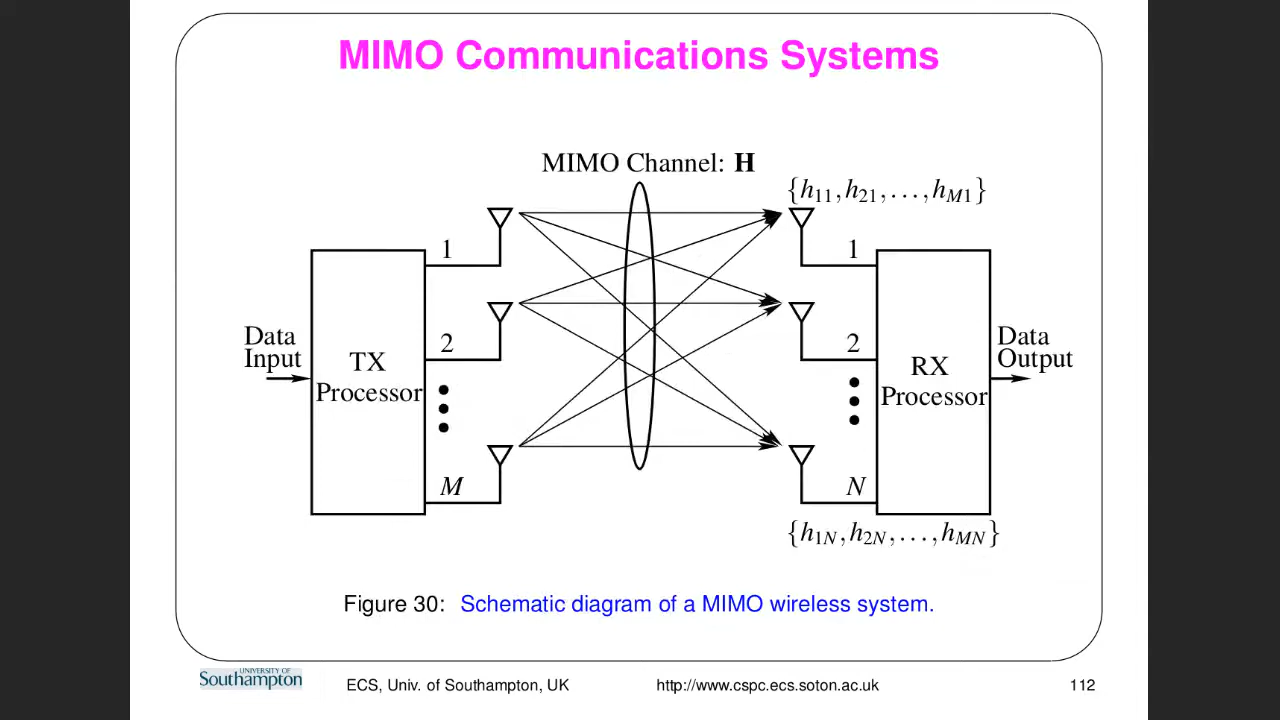 MIMO Communications Systems
MIMO Channel: H
{h11, h21, . . . , hM1}
1
1
Data
Input
2
2
Data
Output
TX
Processor
RX
Processor
M
N
{h1N, h2N, . . . , hMN}
Figure 30: Schematic diagram of a MIMO wireless system.
UNIVERSITY OF
Southampton
ECS, Univ. of Southampton, UK
http://www.cspc.ecs.soton.ac.uk
112